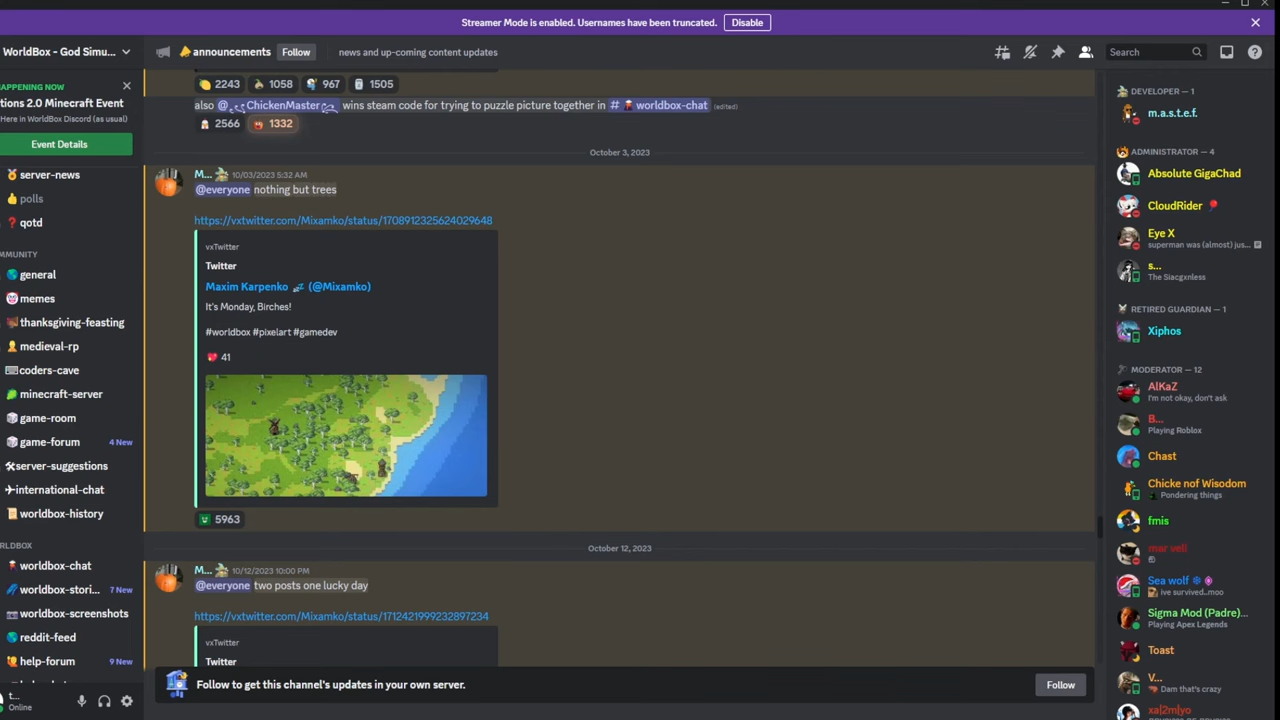 Streamer Mode is enabled. Usernames have been truncated. Disable
WorldBox - God Simu...
announcements Follow news and up-coming content updates
Search
APPENING NOW
tions 2.0 Minecraft Event
Here in WorldBox Discord (as usual)
Event Details
server-news
polls
qotd
MMUNITY
general
memes
thanksgiving-feasting
medieval-rp
coders-cave
minecraft-server
game-room
game-forum 4 New
server-suggestions
international-chat
worldbox-history
RLDBOX
worldbox-chat
worldbox-stori... 7 New
worldbox-screenshots
reddit-feed
help-forum 9 New
t...
Online
2243 1058 967 1505
also @ ChickenMaster wins steam code for trying to puzzle picture together in # worldbox-chat (edited)
2566 1332
October 3, 2023
M... 10/03/2023 5:32 AM
@everyone nothing but trees
https://vxtwitter.com/Mixamko/status/1708912325624029648
vxTwitter
Twitter
Maxim Karpenko 💤 (@Mixamko)
It's Monday, Birches!
#worldbox #pixelart #gamedev
💖 41
5963
October 12, 2023
M... 10/12/2023 10:00 PM
@everyone two posts one lucky day
https://vxtwitter.com/Mixamko/status/1712421999232897234
vxTwitter
Twitter
Follow to get this channel's updates in your own server. Follow
DEVELOPER — 1
m.a.s.t.e.f.
ADMINISTRATOR — 4
Absolute GigaChad
CloudRider 🎈
Eye X
superman was (almost) jus...
s...
The Siacgxnless
RETIRED GUARDIAN — 1
Xiphos
MODERATOR — 12
AlKaZ
I'm not okay, don't ask
B...
Playing Roblox
Chast
Chicke nof Wisodom
Pondering things
fmis
mar vell
Sea wolf
ive survived..moo
Sigma Mod (Padre)...
Playing Apex Legends
Toast
V...
Dam that's crazy
xa|2m|yo